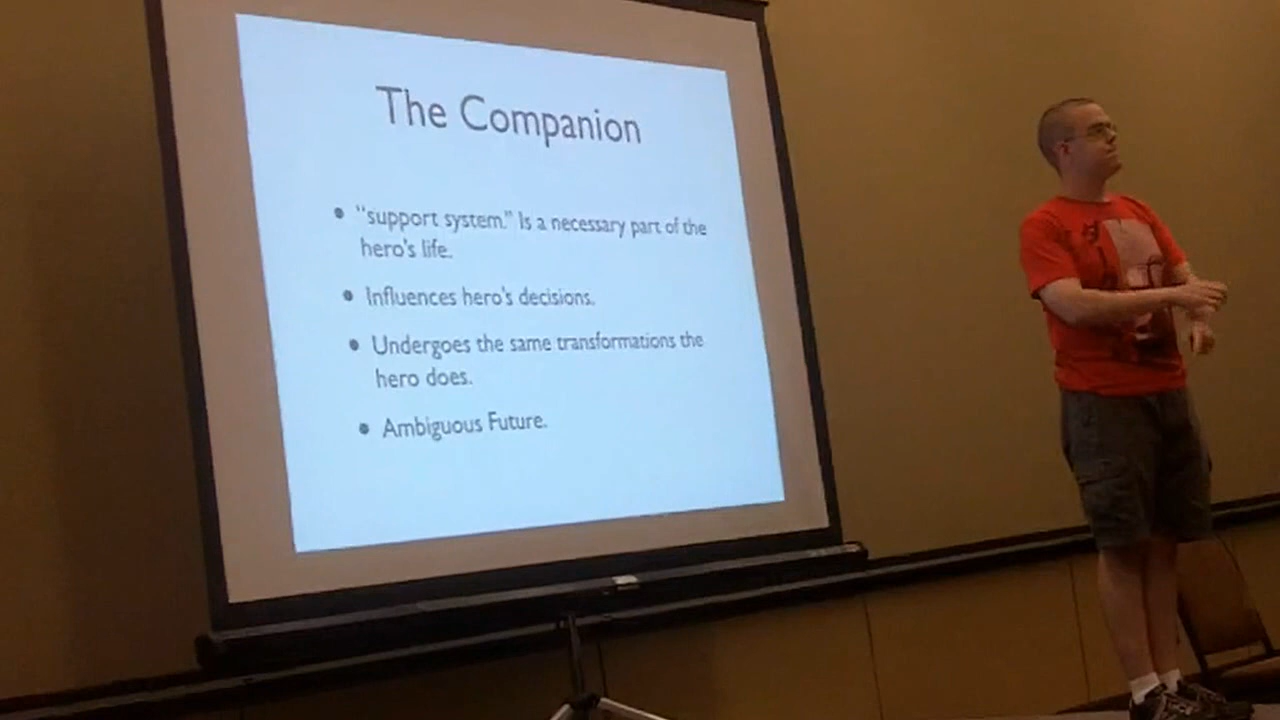 The Companion
• "support system." Is a necessary part of the
hero's life.
• Influences hero's decisions.
• Undergoes the same transformations the
hero does.
• Ambiguous Future.